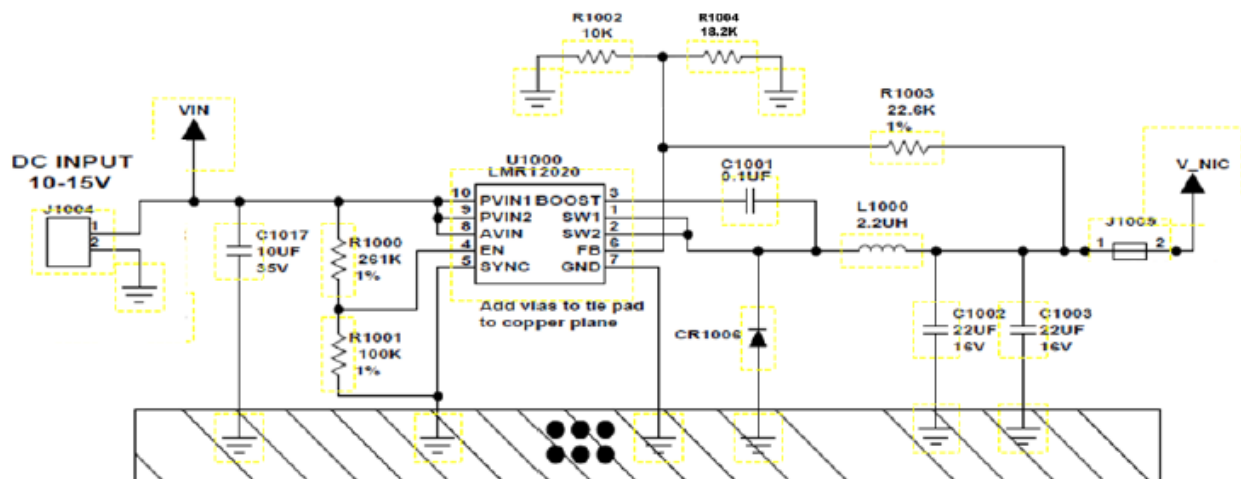 R1002
10K
R1004
18.2K
VIN
DC INPUT
10-15V
J1004
1
2
C1017
10UF
35V
R1000
261K
1%
R1001
100K
1%
U1000
LMR12020
10 PVIN1 BOOST 3
9 PVIN2 SW1 1
8 AVIN SW2 2
4 EN FB 6
5 SYNC GND 7
Add vias to tie pad
to copper plane
C1001
0.1UF
R1003
22.6K
1%
L1000
2.2UH
CR1006
C1002
22UF
16V
C1003
22UF
16V
V_NIC
J1009
1 2